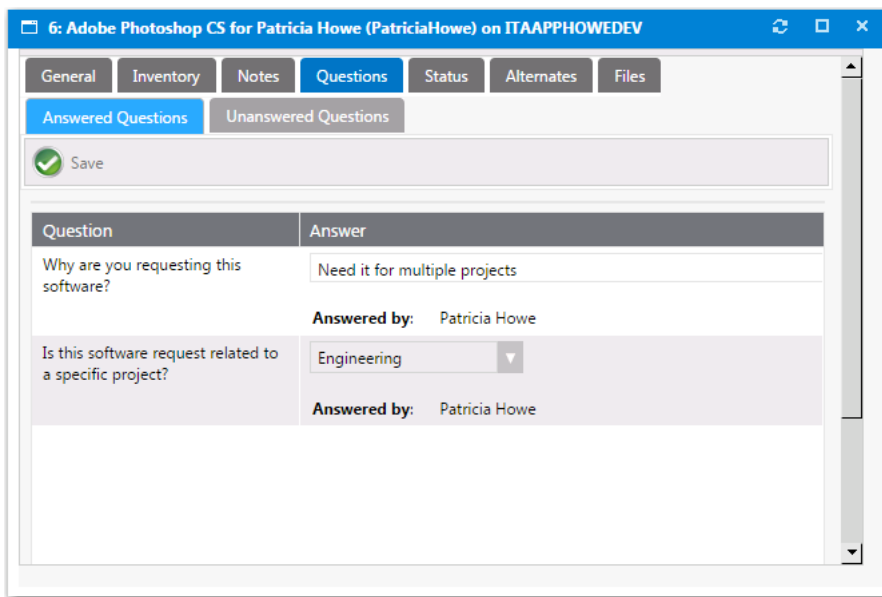 6: Adobe Photoshop CS for Patricia Howe (PatriciaHowe) on ITAAPPHOWEDEV
General Inventory Notes Questions Status Alternates Files
Answered Questions Unanswered Questions
Save
Question Answer
Why are you requesting this
software?
Need it for multiple projects
Answered by: Patricia Howe
Is this software request related to
a specific project?
Engineering
Answered by: Patricia Howe